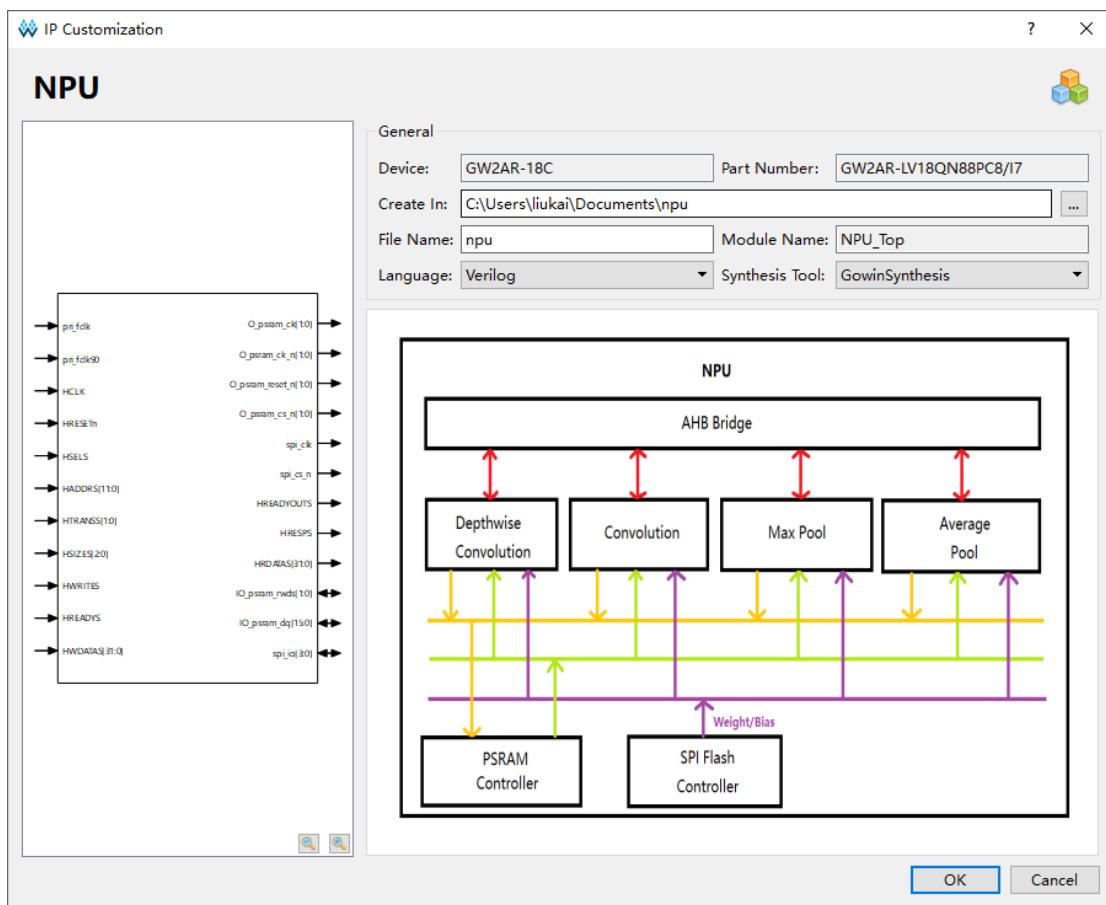 IP Customization
?
NPU
General
Device: GW2AR-18C Part Number: GW2AR-LV18QN88PC8/I7
Create In: C:\Users\liukai\Documents\npu ...
File Name: npu Module Name: NPU_Top
Language: Verilog Synthesis Tool: GowinSynthesis
pri_fclk
pri_fclk90
HCLK
HRESETn
HSELS
HADDRS(11:0)
HTRANSS(1:0)
HSIZES(2:0)
HWRITES
HREADYS
HWDATAS(31:0)
O_psram_ck(1:0)
O_psram_ck_n(1:0)
O_psram_reset_n(1:0)
O_psram_cs_n(1:0)
spi_clk
spi_cs_n
HREADYOUTS
HRESPS
HRDATAS(31:0)
IO_psram_rwds(1:0)
IO_psram_dq(15:0)
spi_io(3:0)
NPU
AHB Bridge
Depthwise
Convolution
Convolution
Max Pool
Average
Pool
Weight/Bias
PSRAM
Controller
SPI Flash
Controller
OK
Cancel